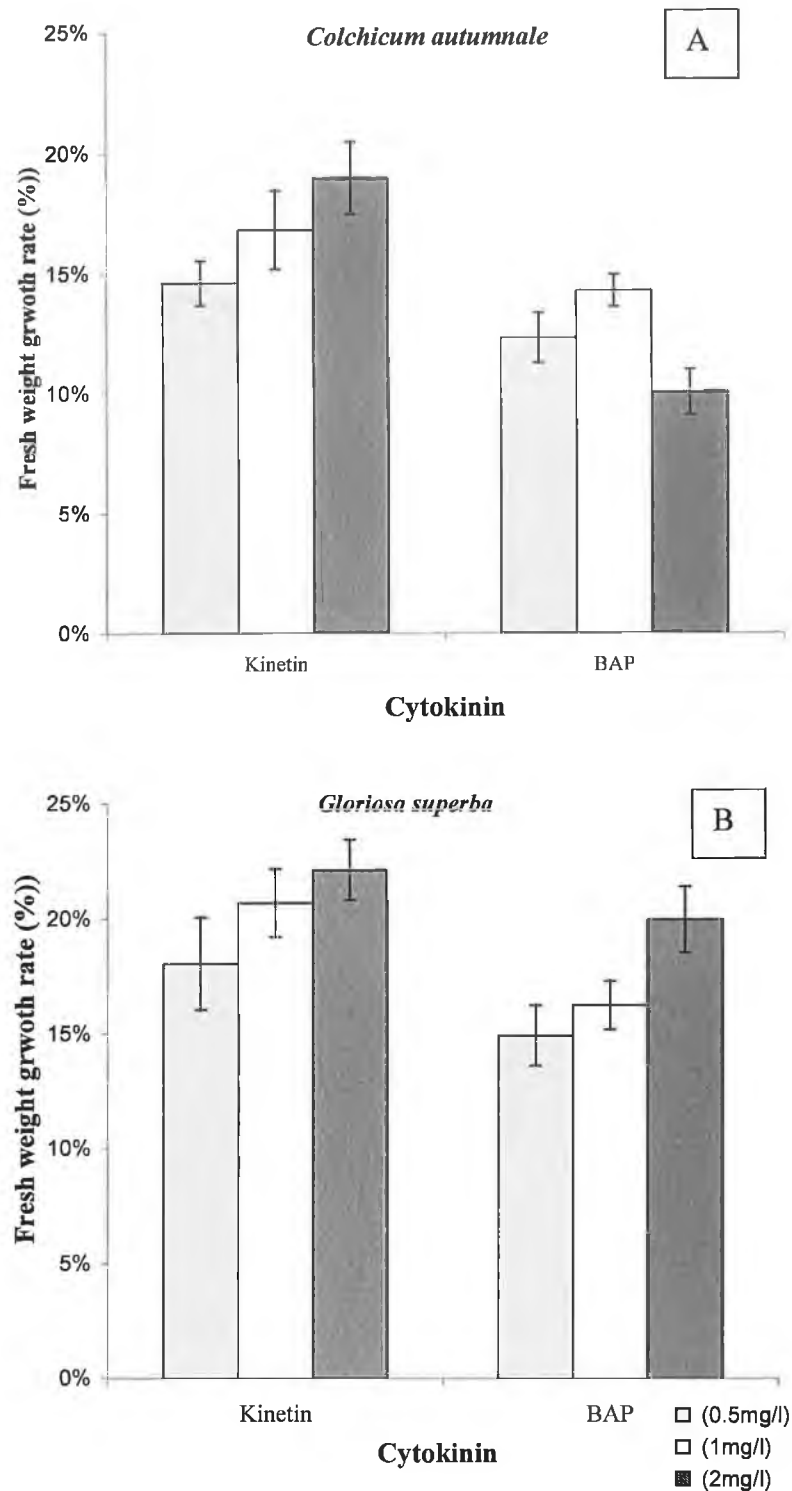 Colchicum autumnale
A
25%
20%
15%
10%
5%
0%
Fresh weight grwoth rate (%))
Kinetin
BAP
Cytokinin
Gloriosa superba
B
25%
20%
15%
10%
5%
0%
Fresh weight grwoth rate (%))
Kinetin
BAP
Cytokinin
(0.5mg/l)
(1mg/l)
(2mg/l)